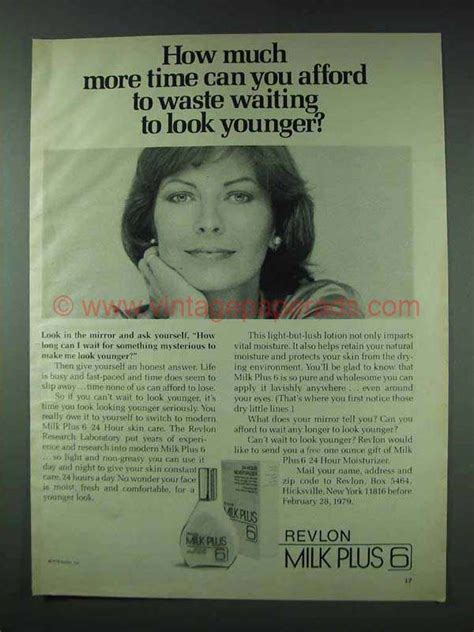 How much
more time can you afford
to waste waiting
to look younger?
© www.vintagepaperads.com
Look in the mirror and ask yourself, "How
long can I wait for something mysterious to
make me look younger?"
Then give yourself an honest answer. Life
is busy and fast-paced and time does seem to
slip away... time none of us can afford to lose.
So if you can't wait to look younger, it's
time you took looking younger seriously. You
really owe it to yourself to switch to modern
Milk Plus 6 24 Hour skin care. The Revlon
Research Laboratory put years of experi-
ence and research into modern Milk Plus 6
... so light and non-greasy, you can use it
day and night to give your skin constant
care, 24 hours a day. No wonder your face
is moist, fresh and comfortable, for a
younger look.
This light-but-lush lotion not only imparts
vital moisture. It also helps retain your natural
moisture and protects your skin from the dry-
ing environment. You'll be glad to know that
Milk Plus 6 is so pure and wholesome you can
apply it lavishly anywhere... even around
your eyes. (That's where you first notice those
dry little lines.)
What does your mirror tell you? Can you
afford to wait any longer to look younger?
Can't wait to look younger? Revlon would
like to send you a free one ounce gift of Milk
Plus 6 24 Hour Moisturizer.
Mail your name, address and
zip code to Revlon, Box 5464,
Hicksville, New York 11816 before
February 28, 1979.
24 HOUR
MOISTURIZER
MILK PLUS 6
MILK PLUS 6
REVLON
MILK PLUS 6
17